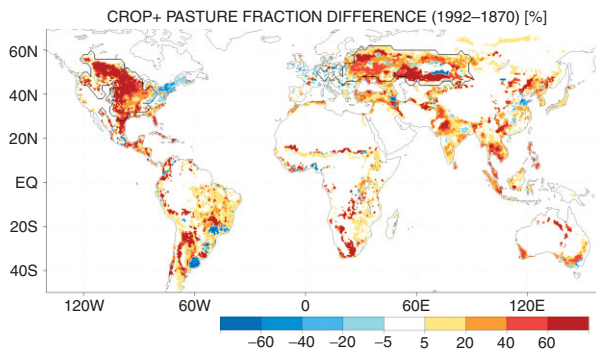 CROP+ PASTURE FRACTION DIFFERENCE (1992–1870) [%]
60N
40N
20N
EQ
20S
40S
120W 60W 0 60E 120E
−60 −40 −20 −5 5 20 40 60